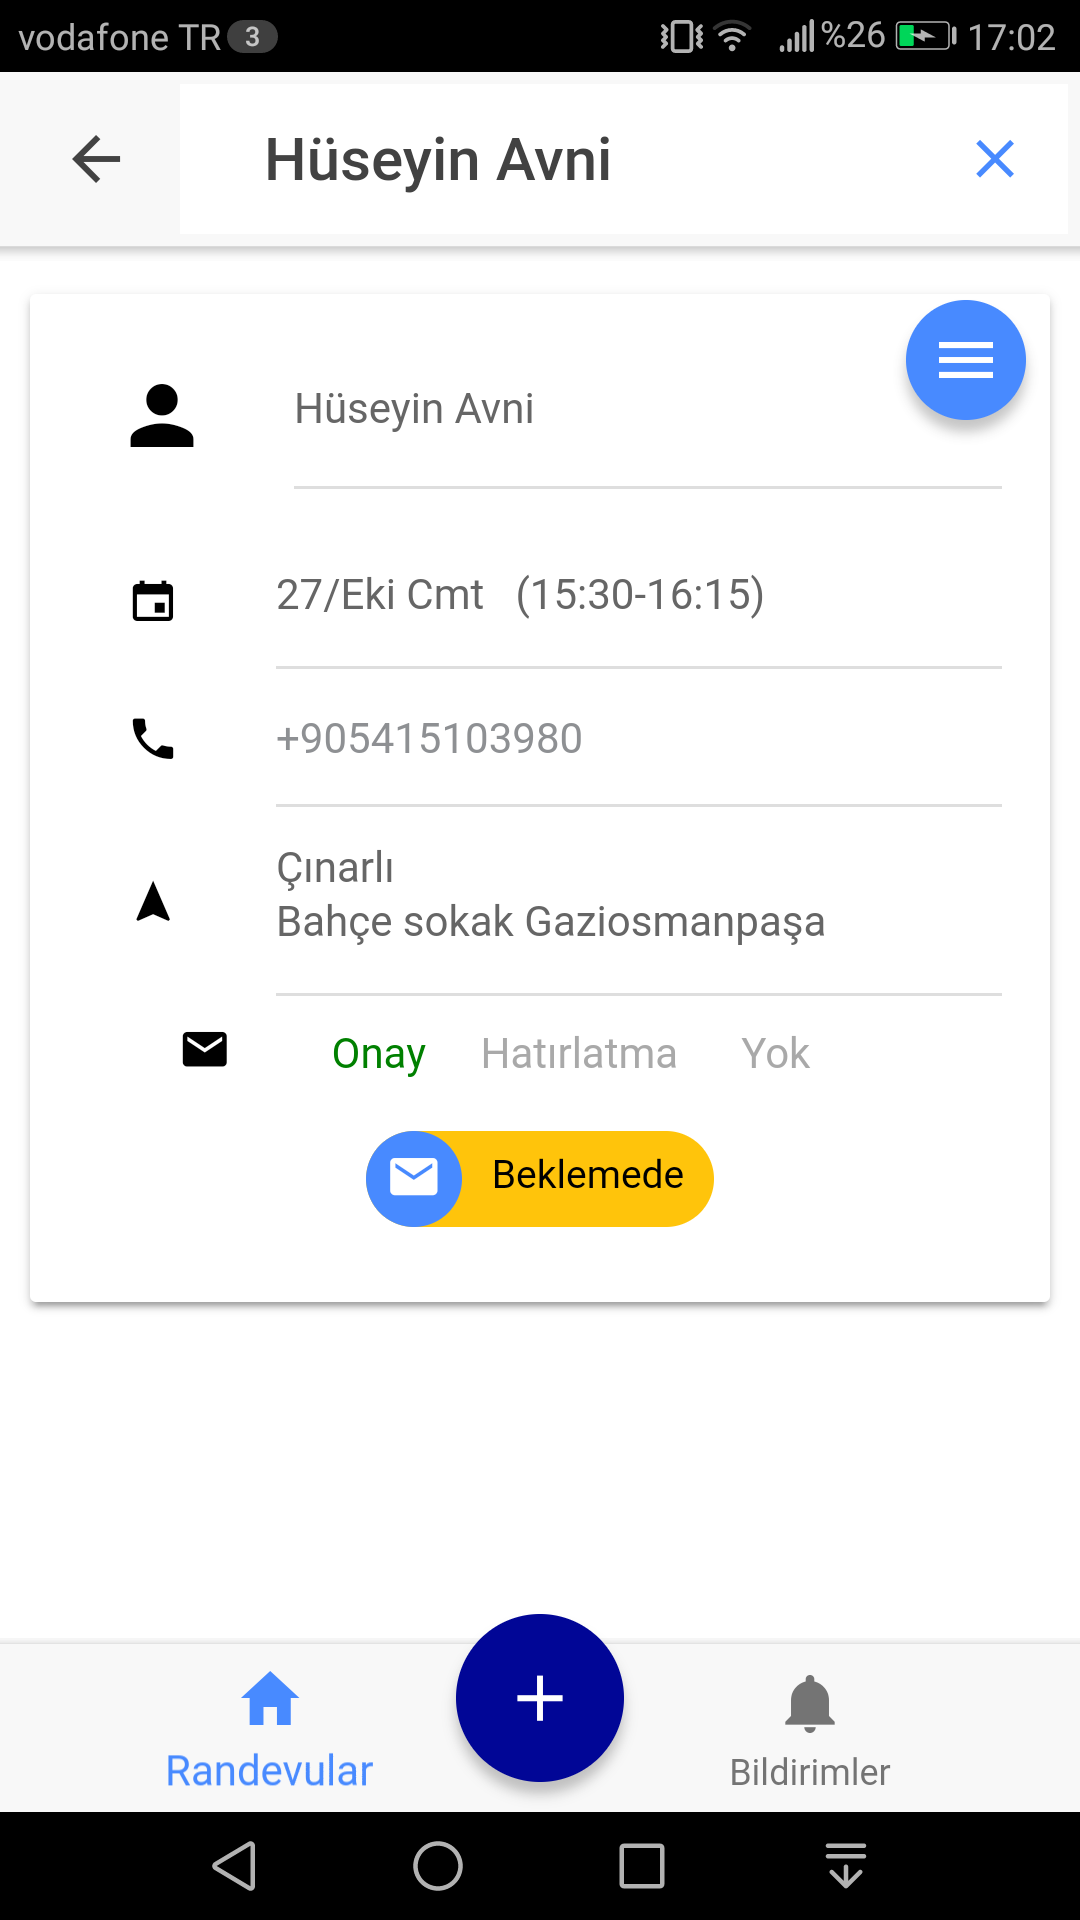 vodafone TR 3 %26 17:02
Hüseyin Avni
Hüseyin Avni
27/Eki Cmt (15:30-16:15)
+905415103980
Çınarlı
Bahçe sokak Gaziosmanpaşa
Onay Hatırlatma Yok
Beklemede
Randevular Bildirimler